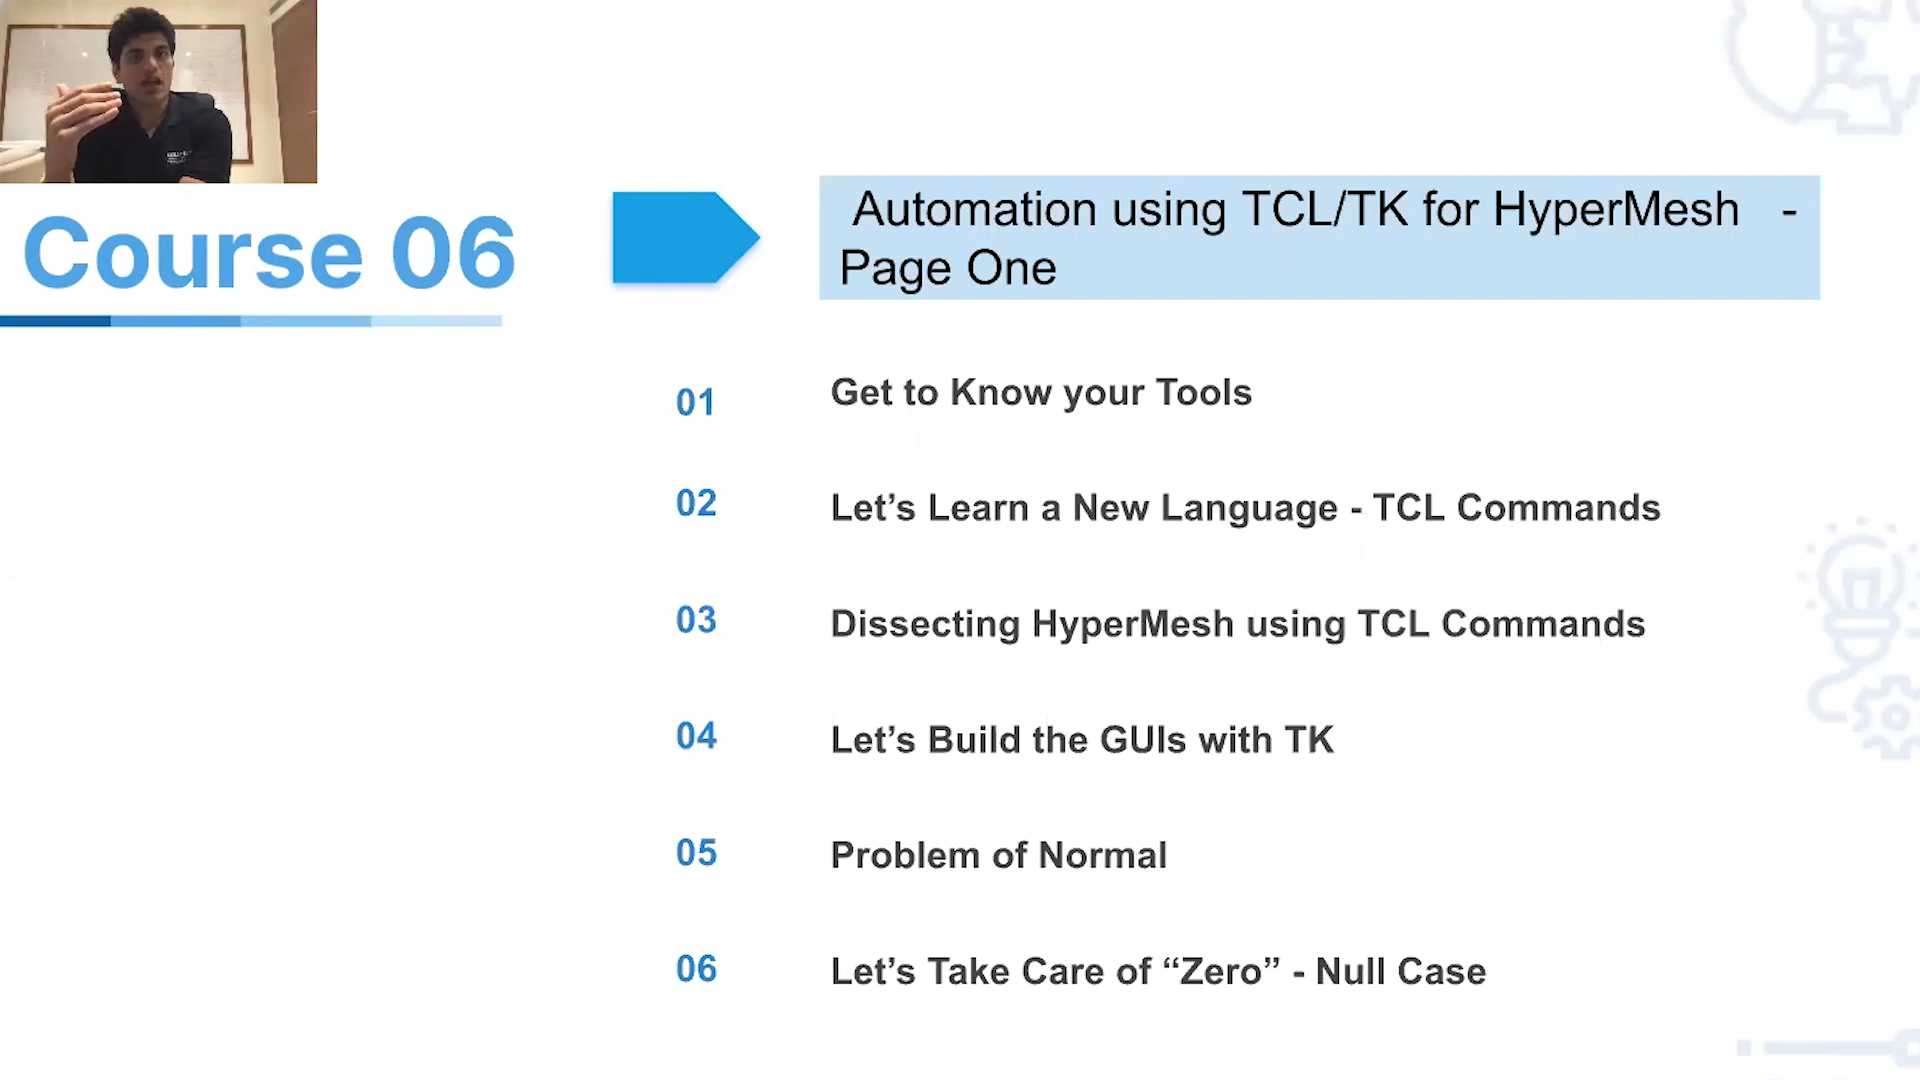 Course 06
Automation using TCL/TK for HyperMesh -
Page One
01 Get to Know your Tools
02 Let’s Learn a New Language - TCL Commands
03 Dissecting HyperMesh using TCL Commands
04 Let’s Build the GUIs with TK
05 Problem of Normal
06 Let’s Take Care of “Zero” - Null Case